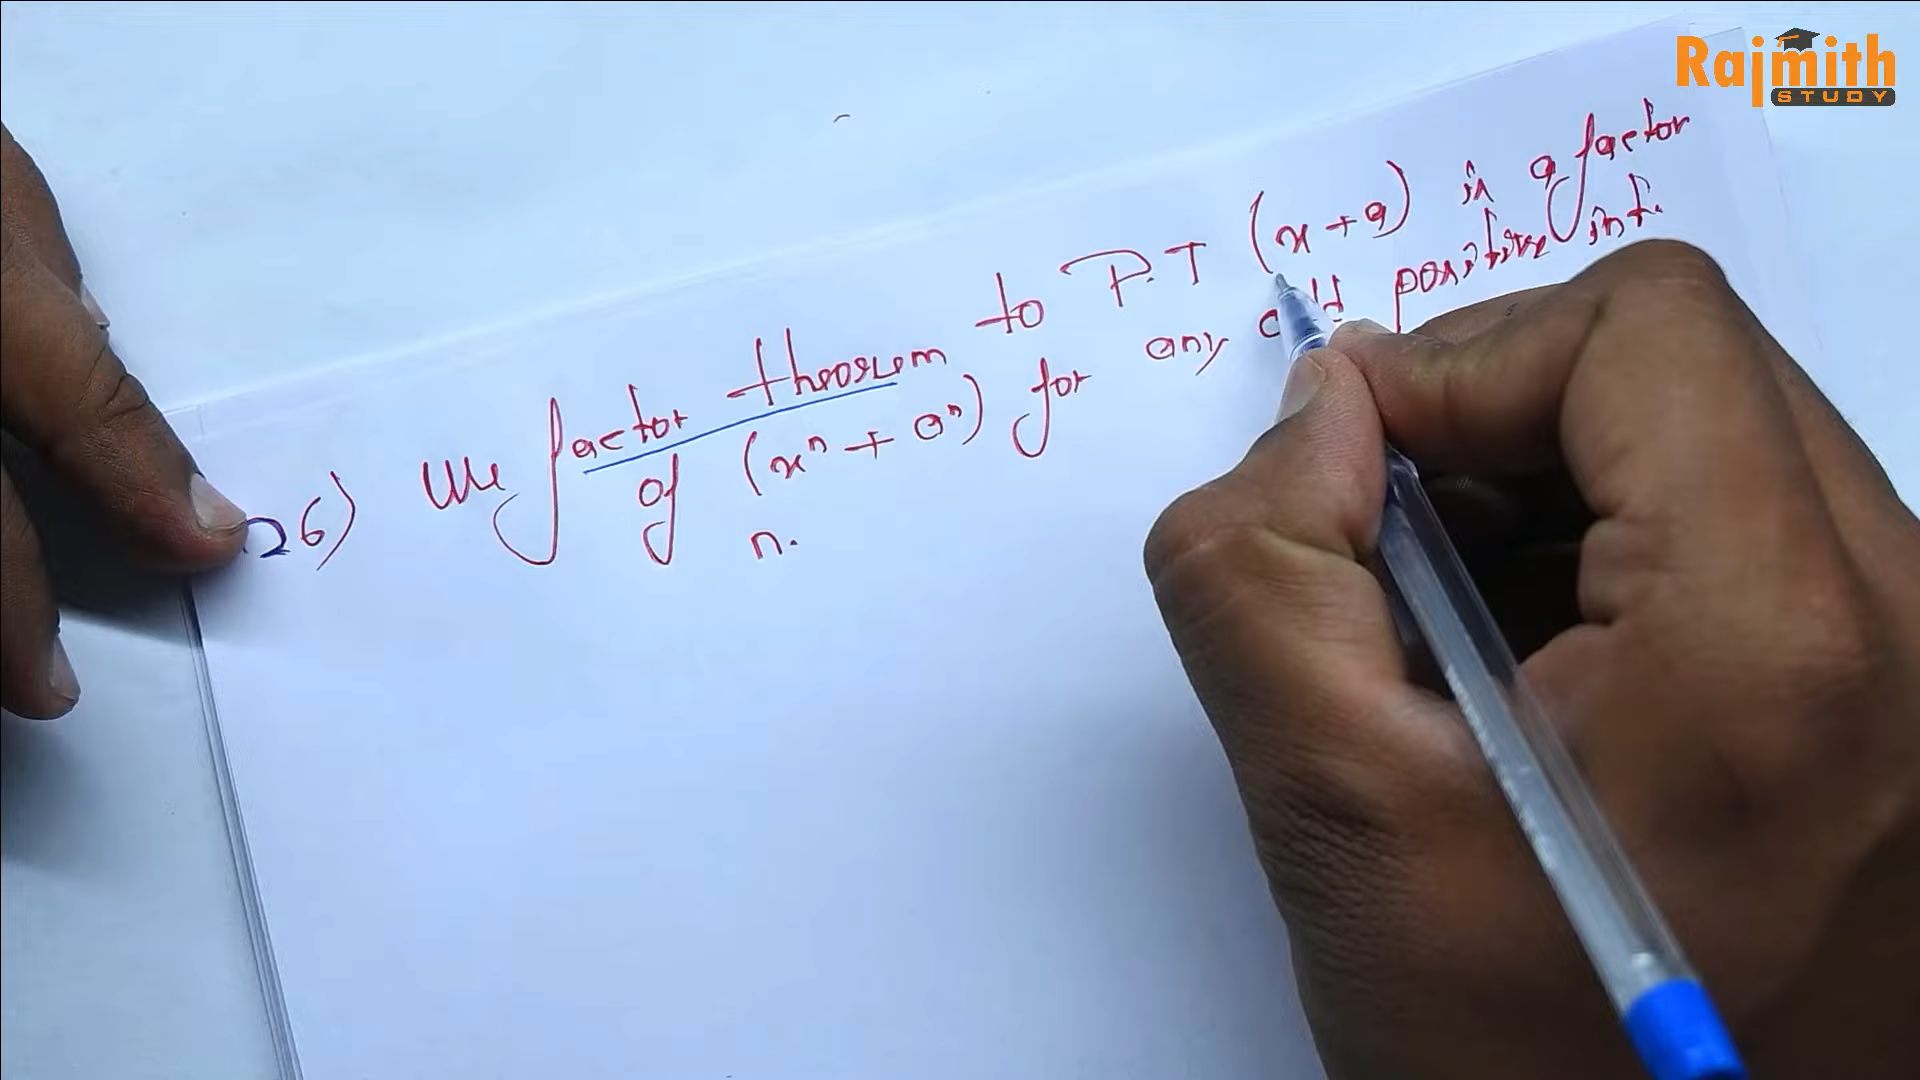 Rajmith
STUDY
26) Use factor theorem to P.T (x + a) is a factor
of (xⁿ + aⁿ) for any odd positive int.
n.